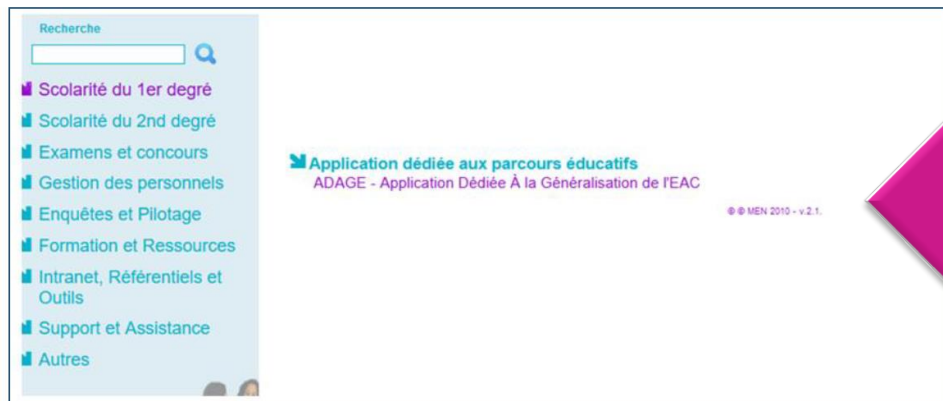 Recherche
Scolarité du 1er degré
Scolarité du 2nd degré
Examens et concours
Gestion des personnels
Enquêtes et Pilotage
Formation et Ressources
Intranet, Référentiels et
Outils
Support et Assistance
Autres
Application dédiée aux parcours éducatifs
ADAGE - Application Dédiée À la Généralisation de l'EAC
© © MEN 2010 - v.2.1.